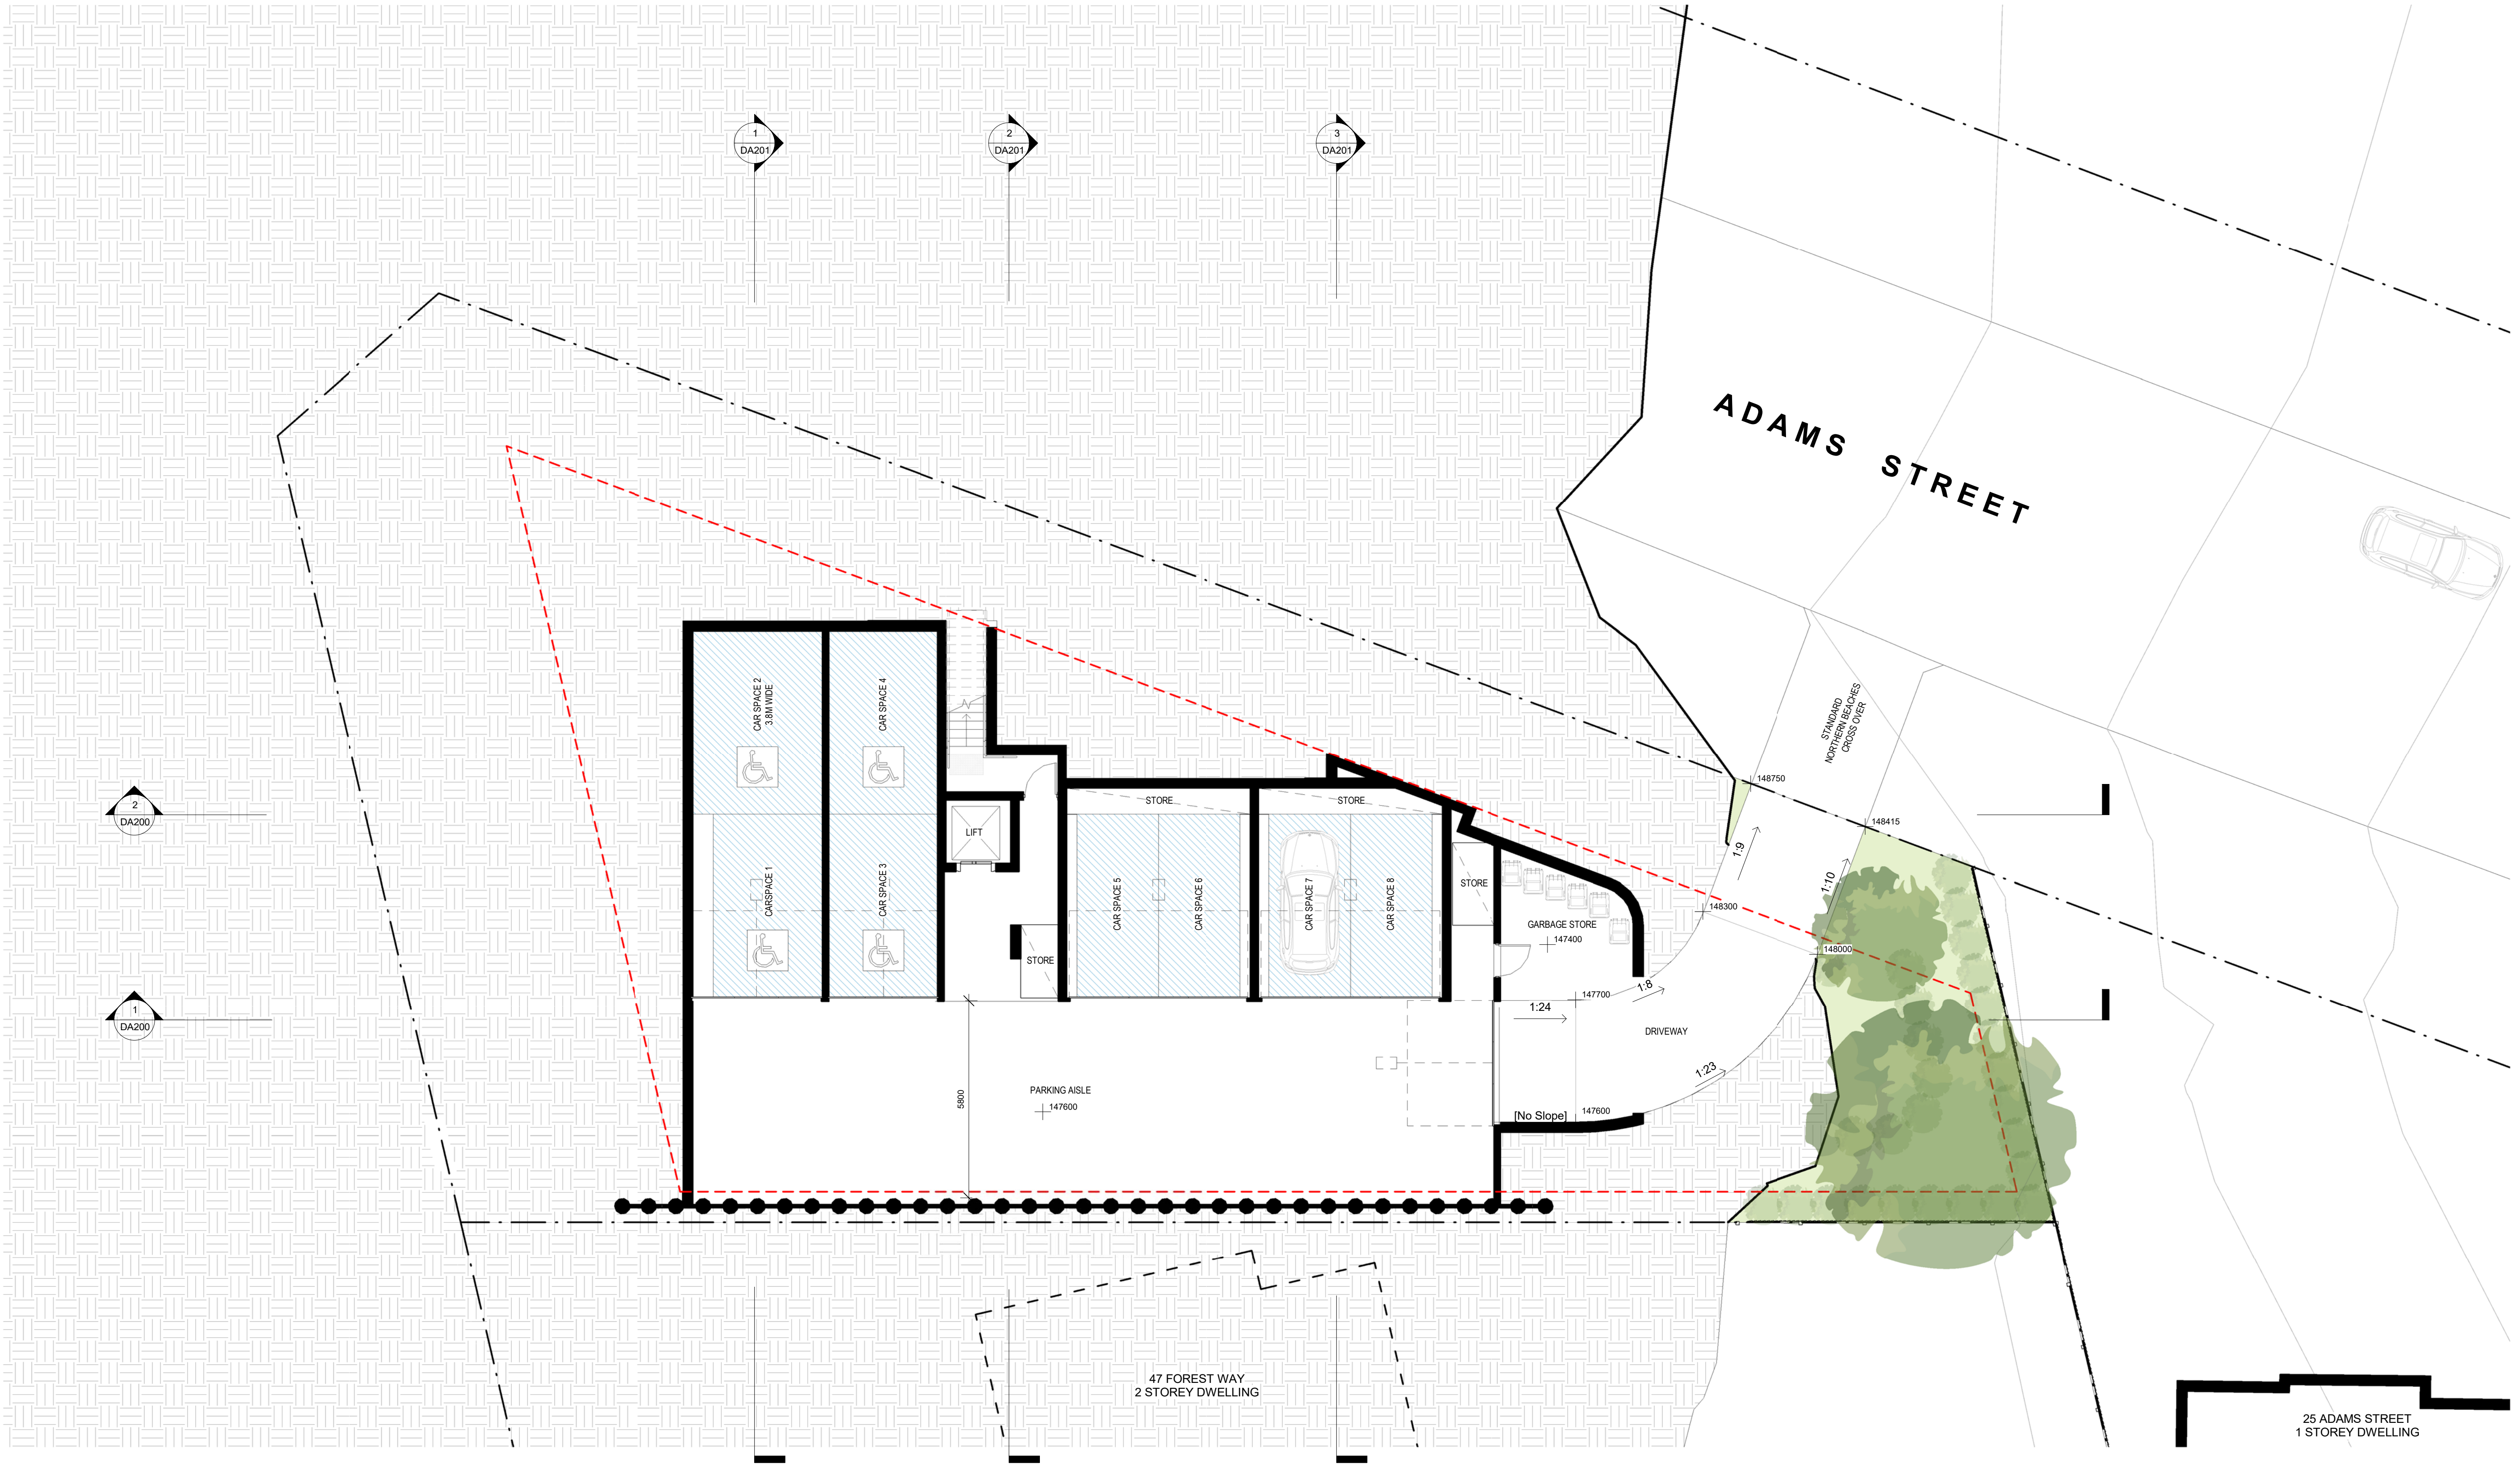 1
DA201
2
DA201
3
DA201
ADAMS STREET
CAR SPACE 2
3.8M WIDE
CAR SPACE 4
STANDARD
NORTHERN BEACHES
CROSS OVER
148750
2
DA200
STORE
STORE
LIFT
148415
1:9
1:10
CARSPACE 1
CAR SPACE 3
CAR SPACE 5
CAR SPACE 6
CAR SPACE 7
CAR SPACE 8
STORE
148300
GARBAGE STORE
147400
148000
STORE
1:8
147700
1:24
1
DA200
DRIVEWAY
1:23
PARKING AISLE
147600
5800
[No Slope]
147600
47 FOREST WAY
2 STOREY DWELLING
25 ADAMS STREET
1 STOREY DWELLING